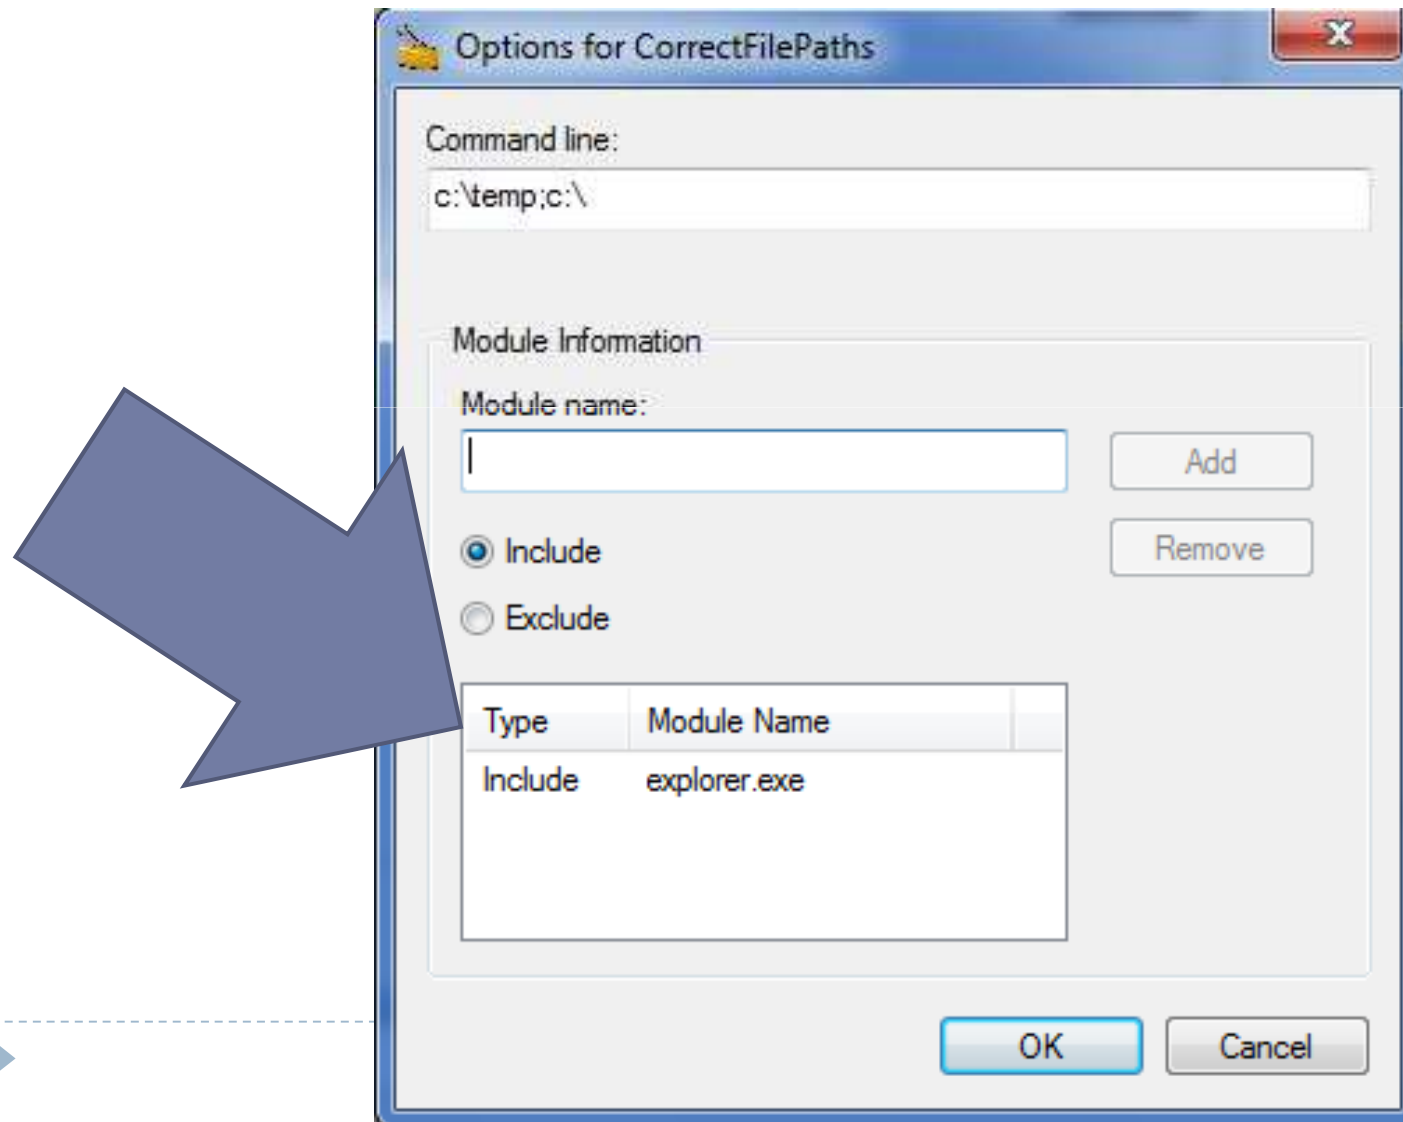 Options for CorrectFilePaths
Command line:
c:\temp;c:\
Module Information
Module name:
Add
Include
Remove
Exclude
Type Module Name
Include explorer.exe
OK Cancel